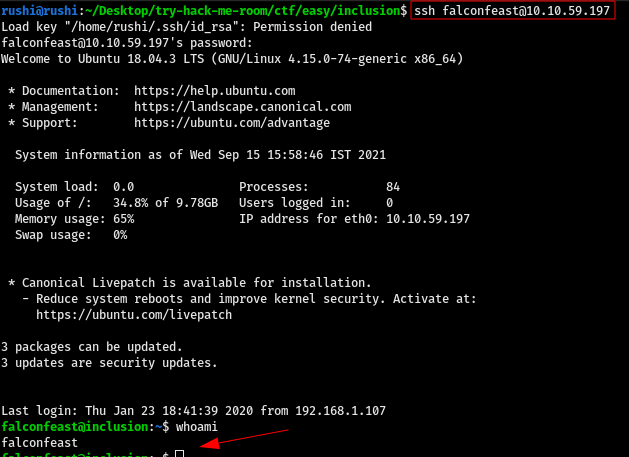 rushi@rushi:~/Desktop/try-hack-me-room/ctf/easy/inclusion$ ssh falconfeast@10.10.59.197
Load key "/home/rushi/.ssh/id_rsa": Permission denied
falconfeast@10.10.59.197's password:
Welcome to Ubuntu 18.04.3 LTS (GNU/Linux 4.15.0-74-generic x86_64)

 * Documentation:  https://help.ubuntu.com
 * Management:     https://landscape.canonical.com
 * Support:        https://ubuntu.com/advantage

  System information as of Wed Sep 15 15:58:46 IST 2021

  System load:  0.0               Processes:           84
  Usage of /:   34.8% of 9.78GB   Users logged in:     0
  Memory usage: 65%               IP address for eth0: 10.10.59.197
  Swap usage:   0%

 * Canonical Livepatch is available for installation.
   - Reduce system reboots and improve kernel security. Activate at:
     https://ubuntu.com/livepatch

3 packages can be updated.
3 updates are security updates.

Last login: Thu Jan 23 18:41:39 2020 from 192.168.1.107
falconfeast@inclusion:~$ whoami
falconfeast
falconfeast@inclusion:~$